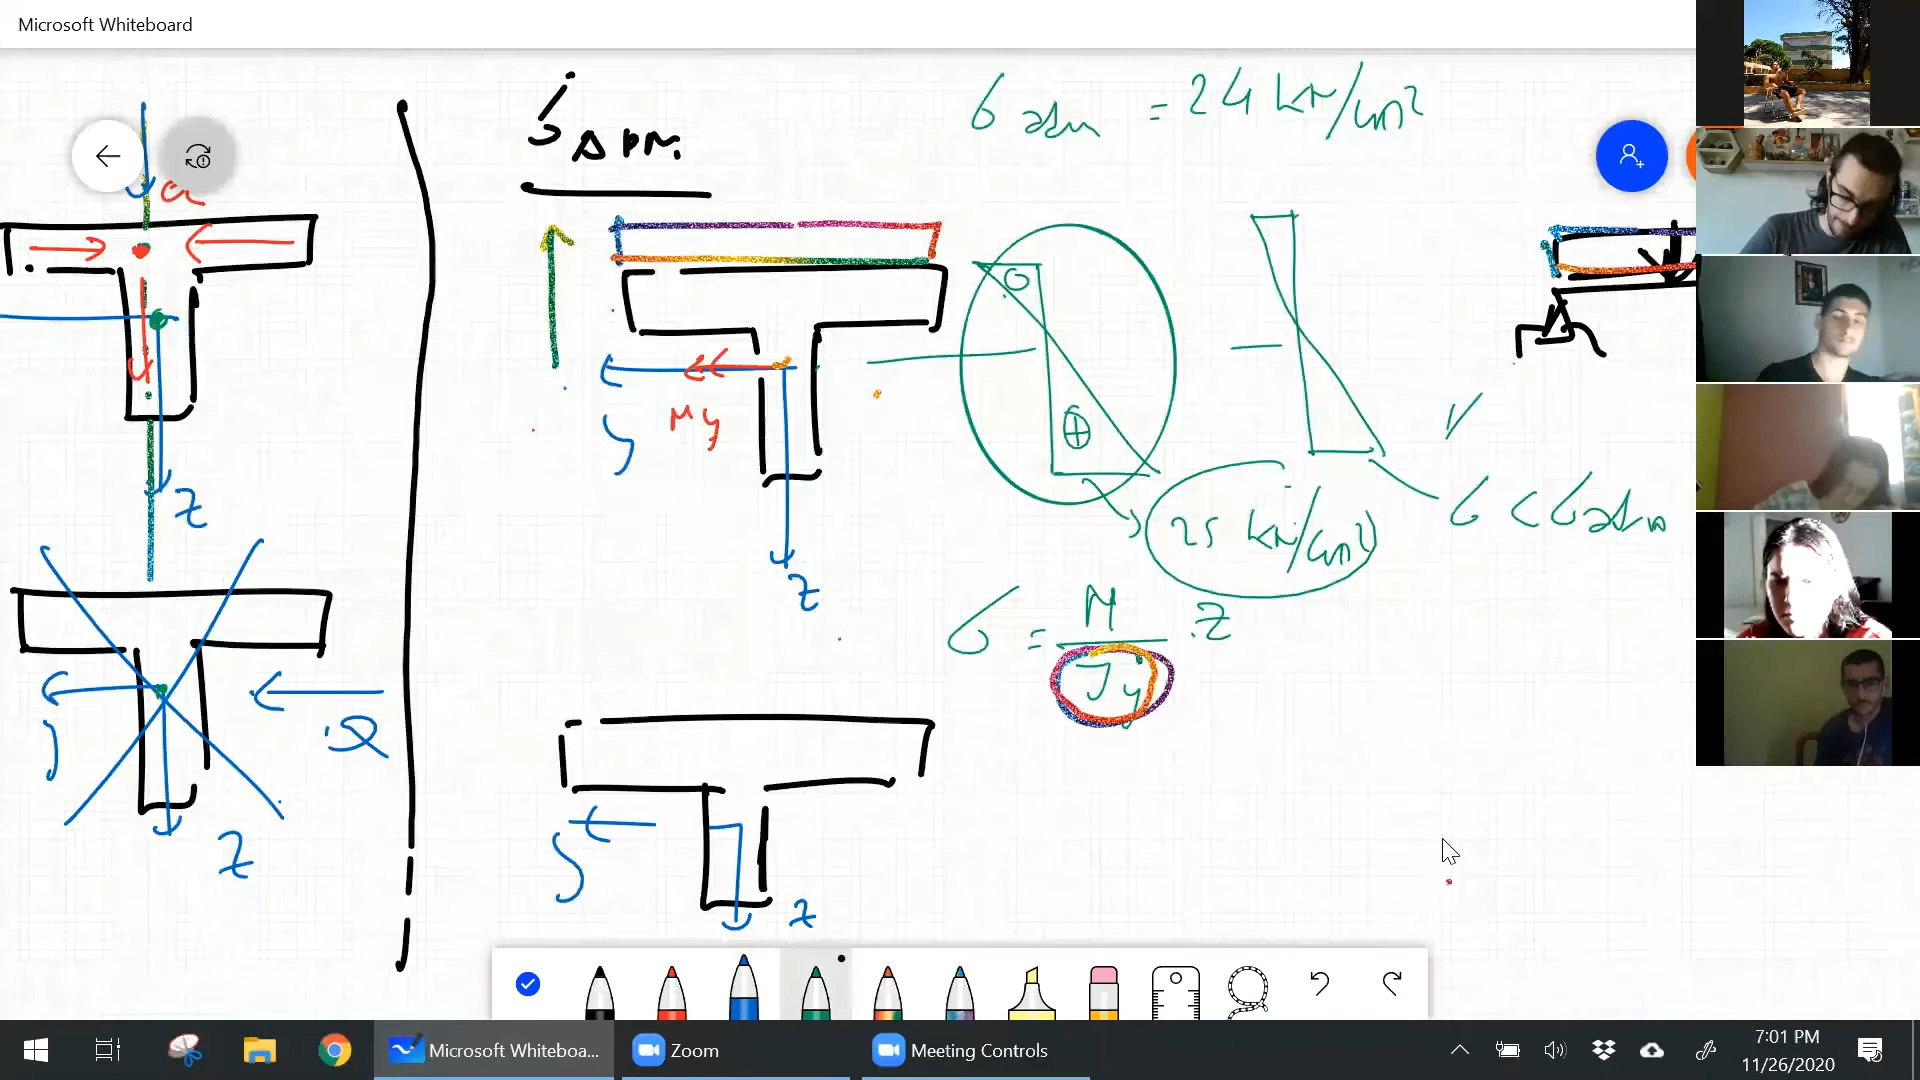 Microsoft Whiteboard
σ adm = 24 kN/cm²
a
My
y
z
z
25 kN/cm²
σ < σ adm
σ = M / Jy . z
Q
y
z
y
z
Microsoft Whiteboa...
Zoom
Meeting Controls
7:01 PM
11/26/2020